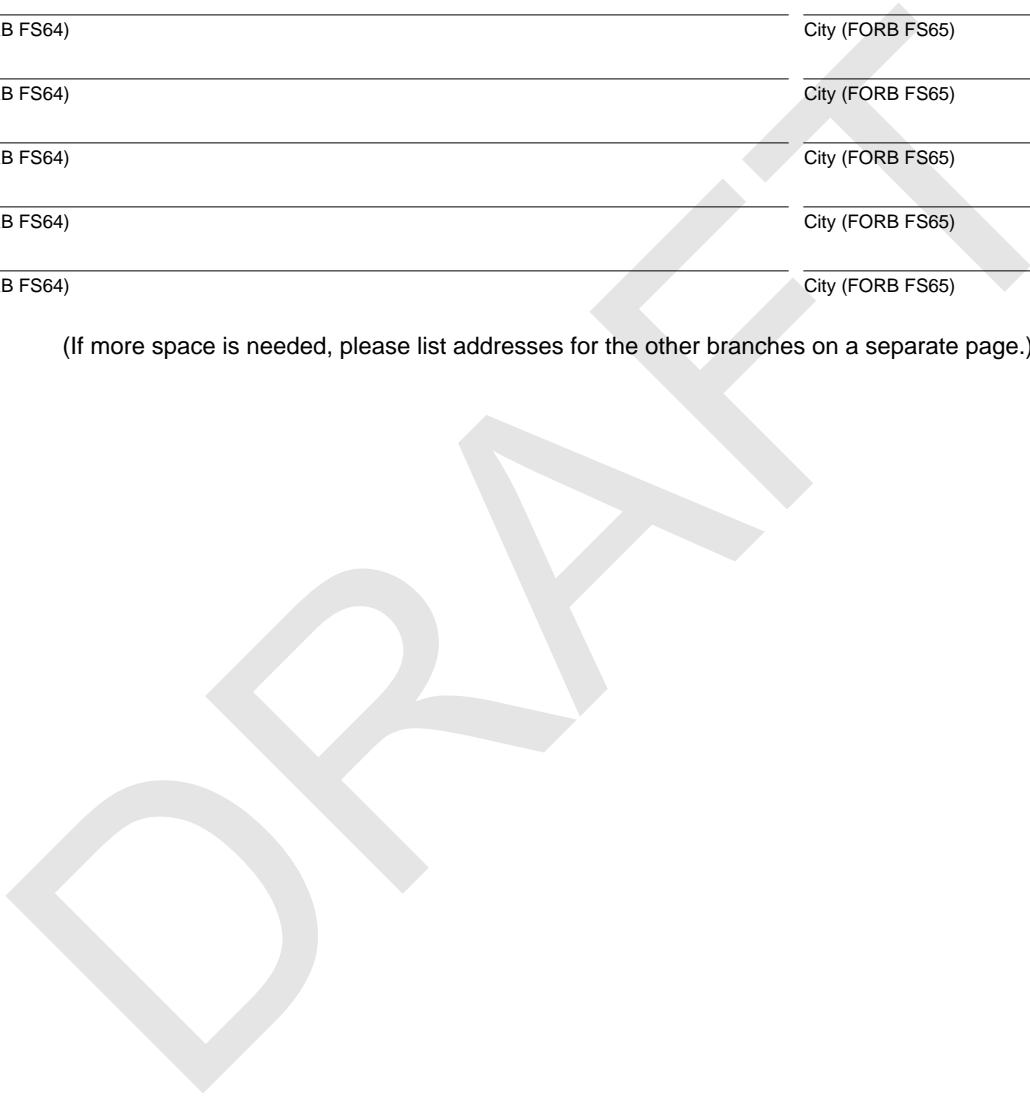 B FS64) City (FORB FS65)
B FS64) City (FORB FS65)
B FS64) City (FORB FS65)
B FS64) City (FORB FS65)
B FS64) City (FORB FS65)
(If more space is needed, please list addresses for the other branches on a separate page.)
DRAFT